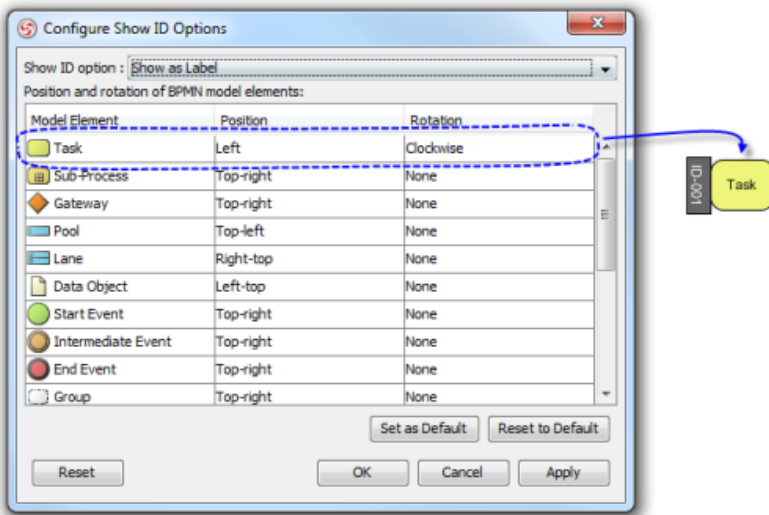 Configure Show ID Options
Show ID option : Show as Label
Position and rotation of BPMN model elements:
Model Element Position Rotation
Task Left Clockwise
Sub-Process Top-right None
Gateway Top-right None
Pool Top-left None
Lane Right-top None
Data Object Left-top None
Start Event Top-right None
Intermediate Event Top-right None
End Event Top-right None
Group Top-right None
Set as Default Reset to Default
Reset OK Cancel Apply
ID-001
Task